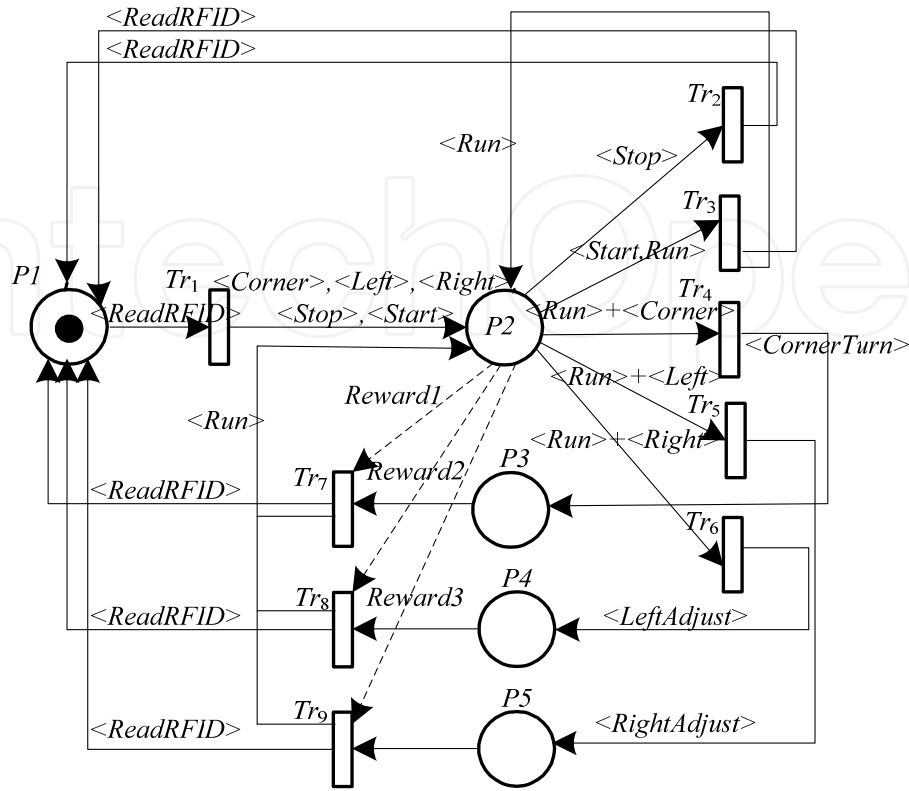 <ReadRFID>
<ReadRFID>
Tr2
<Run>
<Stop>
Tr3
ntechOpe
<Start,Run>
P1
Tr1
<Corner>,<Left>,<Right>
Tr4
<ReadRFID>
<Stop>,<Start>
P2
<Run>+<Corner>
<CornerTurn>
<Run>+<Left>
Reward1
Tr5
<Run>
<Run>+<Right>
P3
Reward2
Tr7
<ReadRFID>
Tr6
P4
Tr8
Reward3
<ReadRFID>
<LeftAdjust>
P5
Tr9
<RightAdjust>
<ReadRFID>